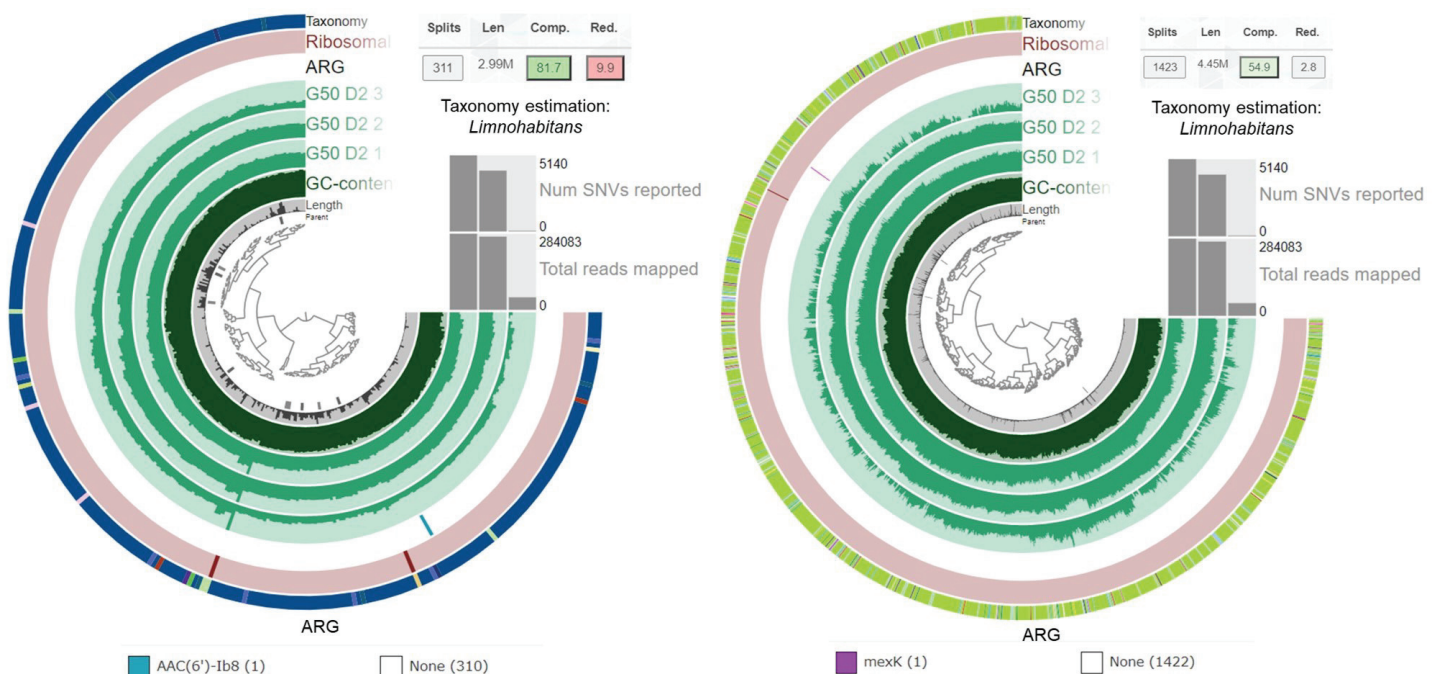 Taxonomy
Ribosomal
ARG
G50 D2 3
G50 D2 2
G50 D2 1
GC-conten
Length
Parent
Splits Len Comp. Red.
311 2.99M 81.7 9.9
Taxonomy estimation:
Limnohabitans
5140
Num SNVs reported
0
284083
Total reads mapped
0
ARG
AAC(6')-Ib8 (1) None (310)
Taxonomy
Ribosomal
ARG
G50 D2 3
G50 D2 2
G50 D2 1
GC-conten
Length
Parent
Splits Len Comp. Red.
1423 4.45M 54.9 2.8
Taxonomy estimation:
Limnohabitans
5140
Num SNVs reported
0
284083
Total reads mapped
0
ARG
mexK (1) None (1422)